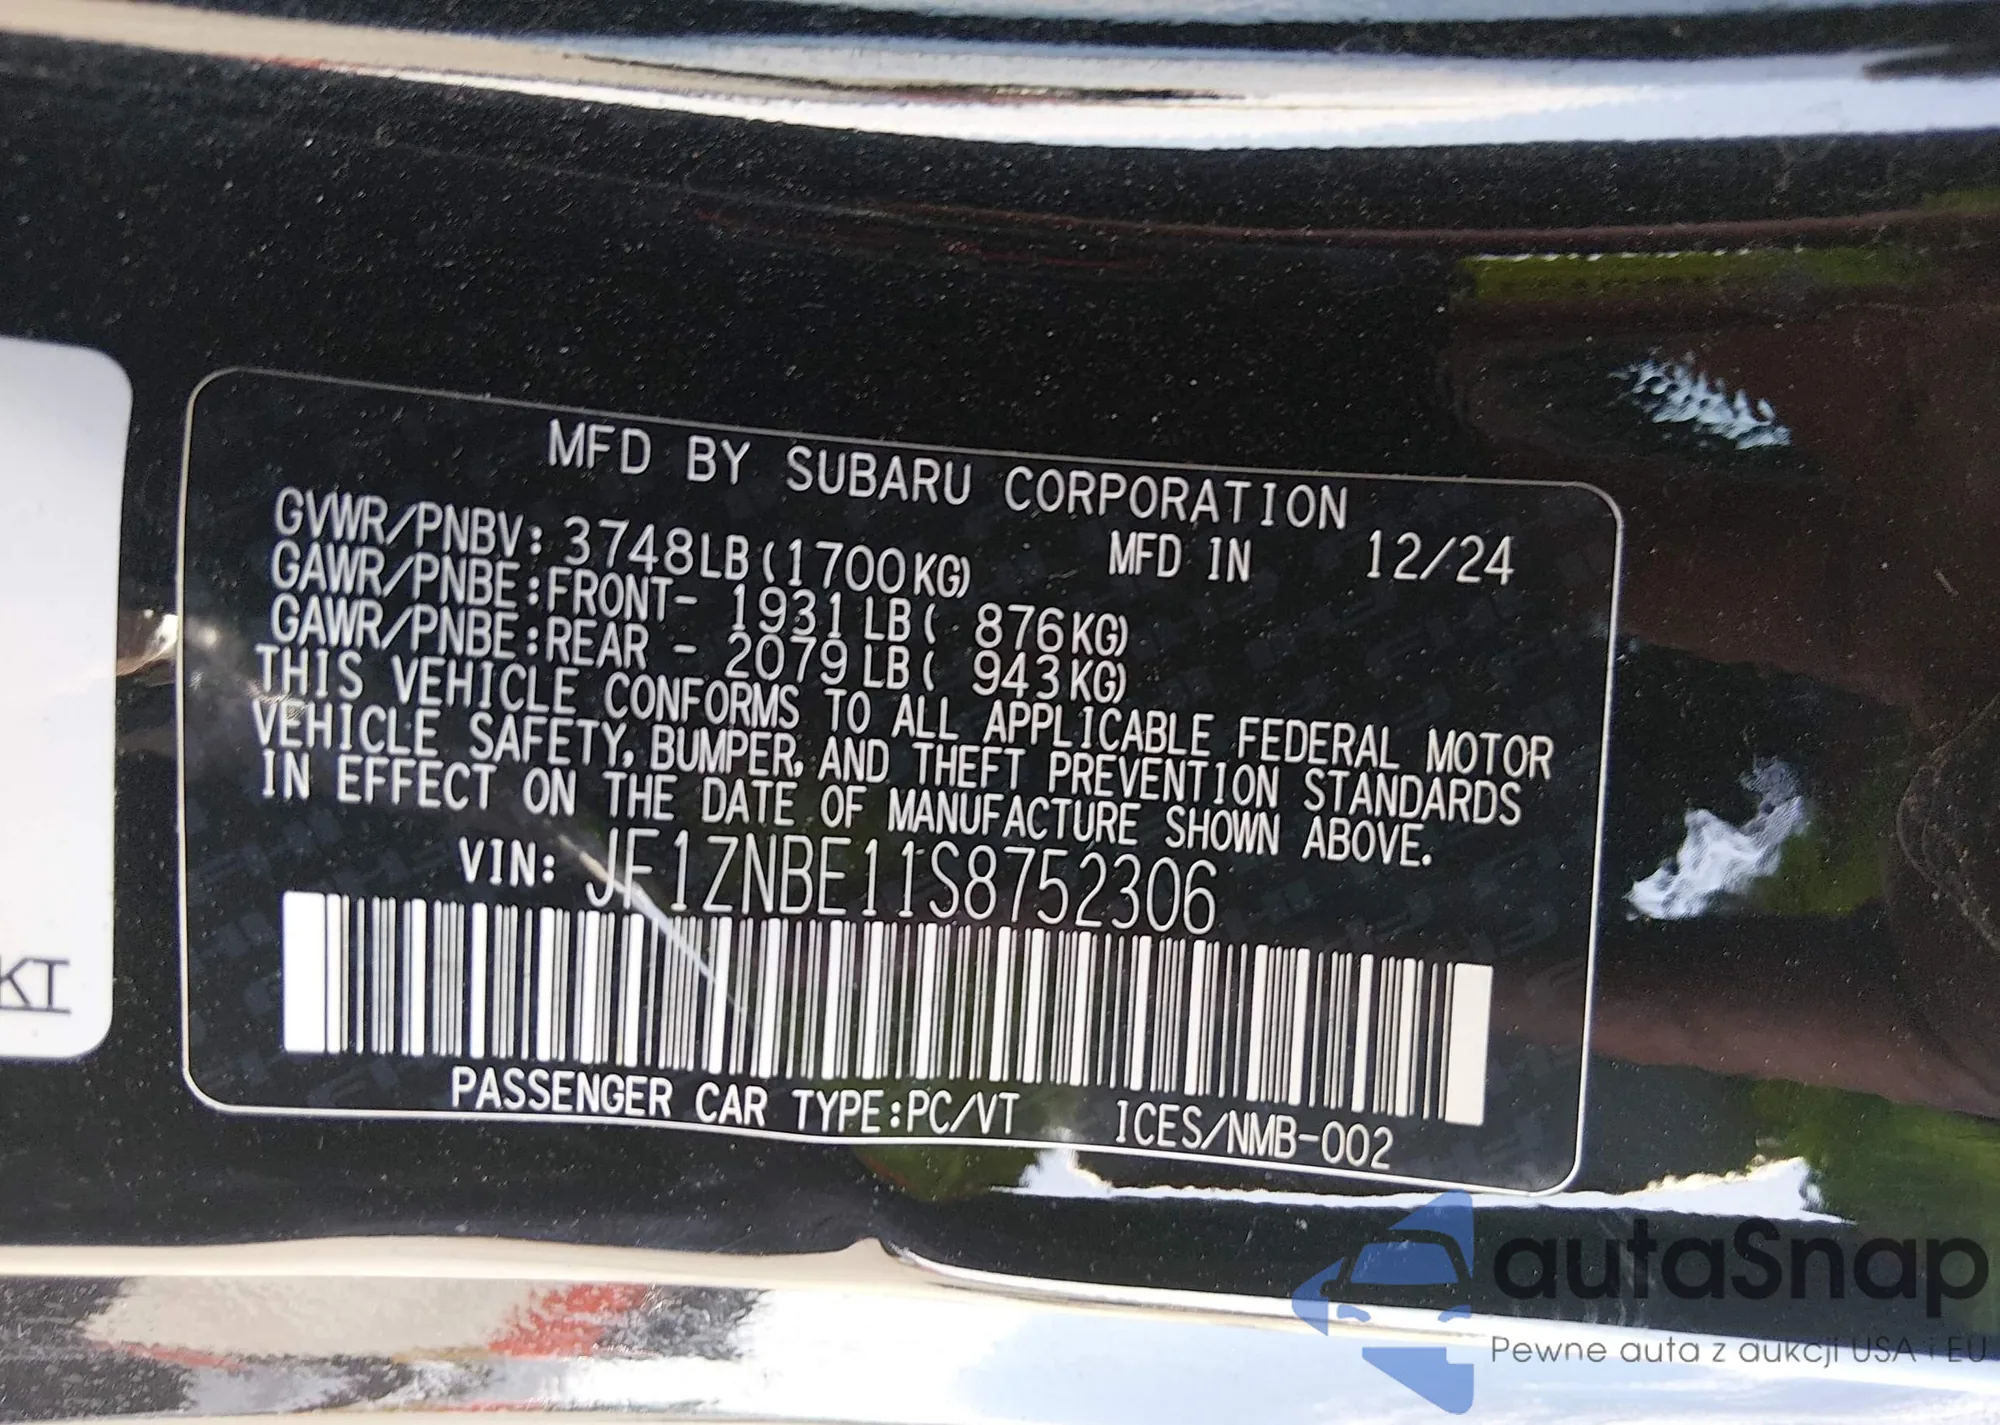 MFD BY SUBARU CORPORATION
GVWR/PNBV: 3748LB(1700KG) MFD IN 12/24
GAWR/PNBE:FRONT- 1931LB( 876KG)
GAWR/PNBE:REAR - 2079LB( 943KG)
THIS VEHICLE CONFORMS TO ALL APPLICABLE FEDERAL MOTOR
VEHICLE SAFETY, BUMPER, AND THEFT PREVENTION STANDARDS
IN EFFECT ON THE DATE OF MANUFACTURE SHOWN ABOVE.
VIN: JF1ZNBE11S8752306
PASSENGER CAR TYPE:PC/VT ICES/NMB-002
KI
autaSnap
Pewne auta z aukcji USA i EU